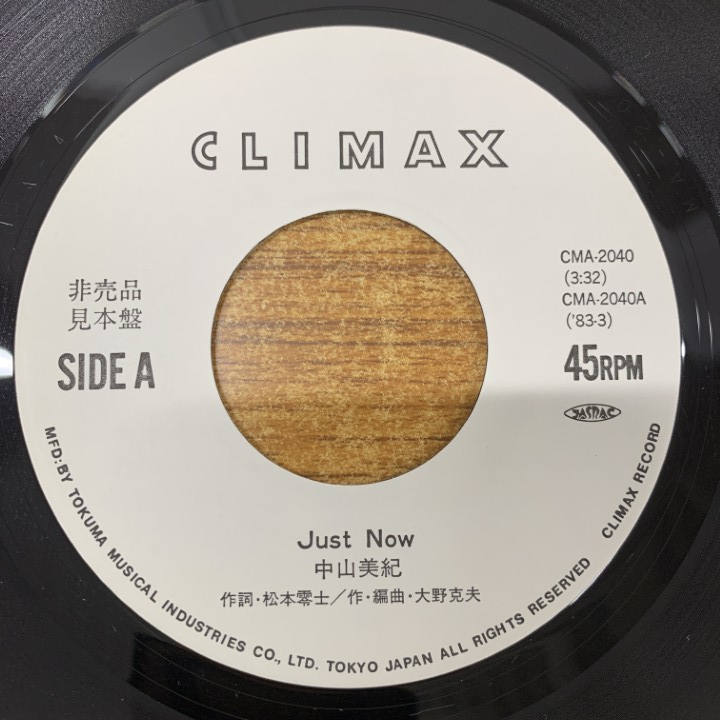 CLIMAX
非売品
見本盤
SIDE A
CMA-2040
(3:32)
CMA-2040A
('83-3)
45RPM
JASRAC
Just Now
中山美紀
作詞・松本零士/作・編曲・大野克夫
MFD:BY TOKUMA MUSICAL INDUSTRIES CO., LTD. TOKYO JAPAN ALL RIGHTS RESERVED CLIMAX RECORD